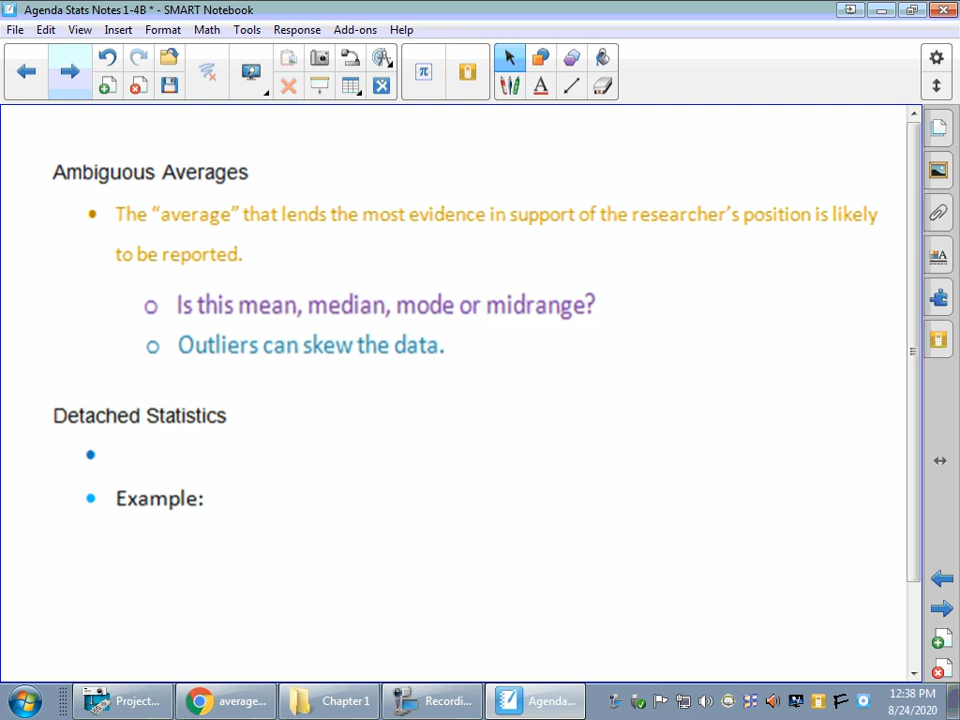 Agenda Stats Notes 1-4B * - SMART Notebook
File Edit View Insert Format Math Tools Response Add-ons Help
Ambiguous Averages
• The “average” that lends the most evidence in support of the researcher’s position is likely
to be reported.
o Is this mean, median, mode or midrange?
o Outliers can skew the data.
Detached Statistics
•
• Example:
Project... average... Chapter 1 Recordi... Agenda... 12:38 PM
8/24/2020